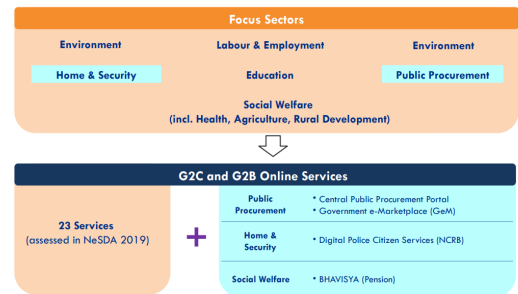 Focus Sectors
Environment Labour & Employment Environment
Home & Security Education Public Procurement
Social Welfare
(incl. Health, Agriculture, Rural Development)
G2C and G2B Online Services
23 Services
(assessed in NeSDA 2019)
+
Public
Procurement
• Central Public Procurement Portal
• Government e-Marketplace (GeM)
Home &
Security
• Digital Police Citizen Services (NCRB)
Social Welfare • BHAVISYA (Pension)